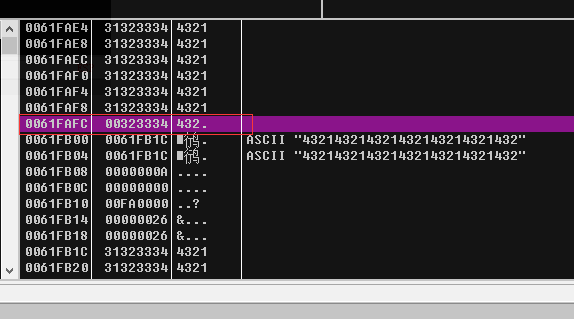 0061FAE4 31323334 4321
0061FAE8 31323334 4321
0061FAEC 31323334 4321
0061FAF0 31323334 4321
0061FAF4 31323334 4321
0061FAF8 31323334 4321
0061FAFC 00323334 432.
0061FB00 0061FB1C ASCII "432143214321432143214321432"
0061FB04 0061FB1C ASCII "432143214321432143214321432"
0061FB08 0000000A ....
0061FB0C 00000000 ....
0061FB10 00FA0000 ..?
0061FB14 00000026 &...
0061FB18 00000026 &...
0061FB1C 31323334 4321
0061FB20 31323334 4321